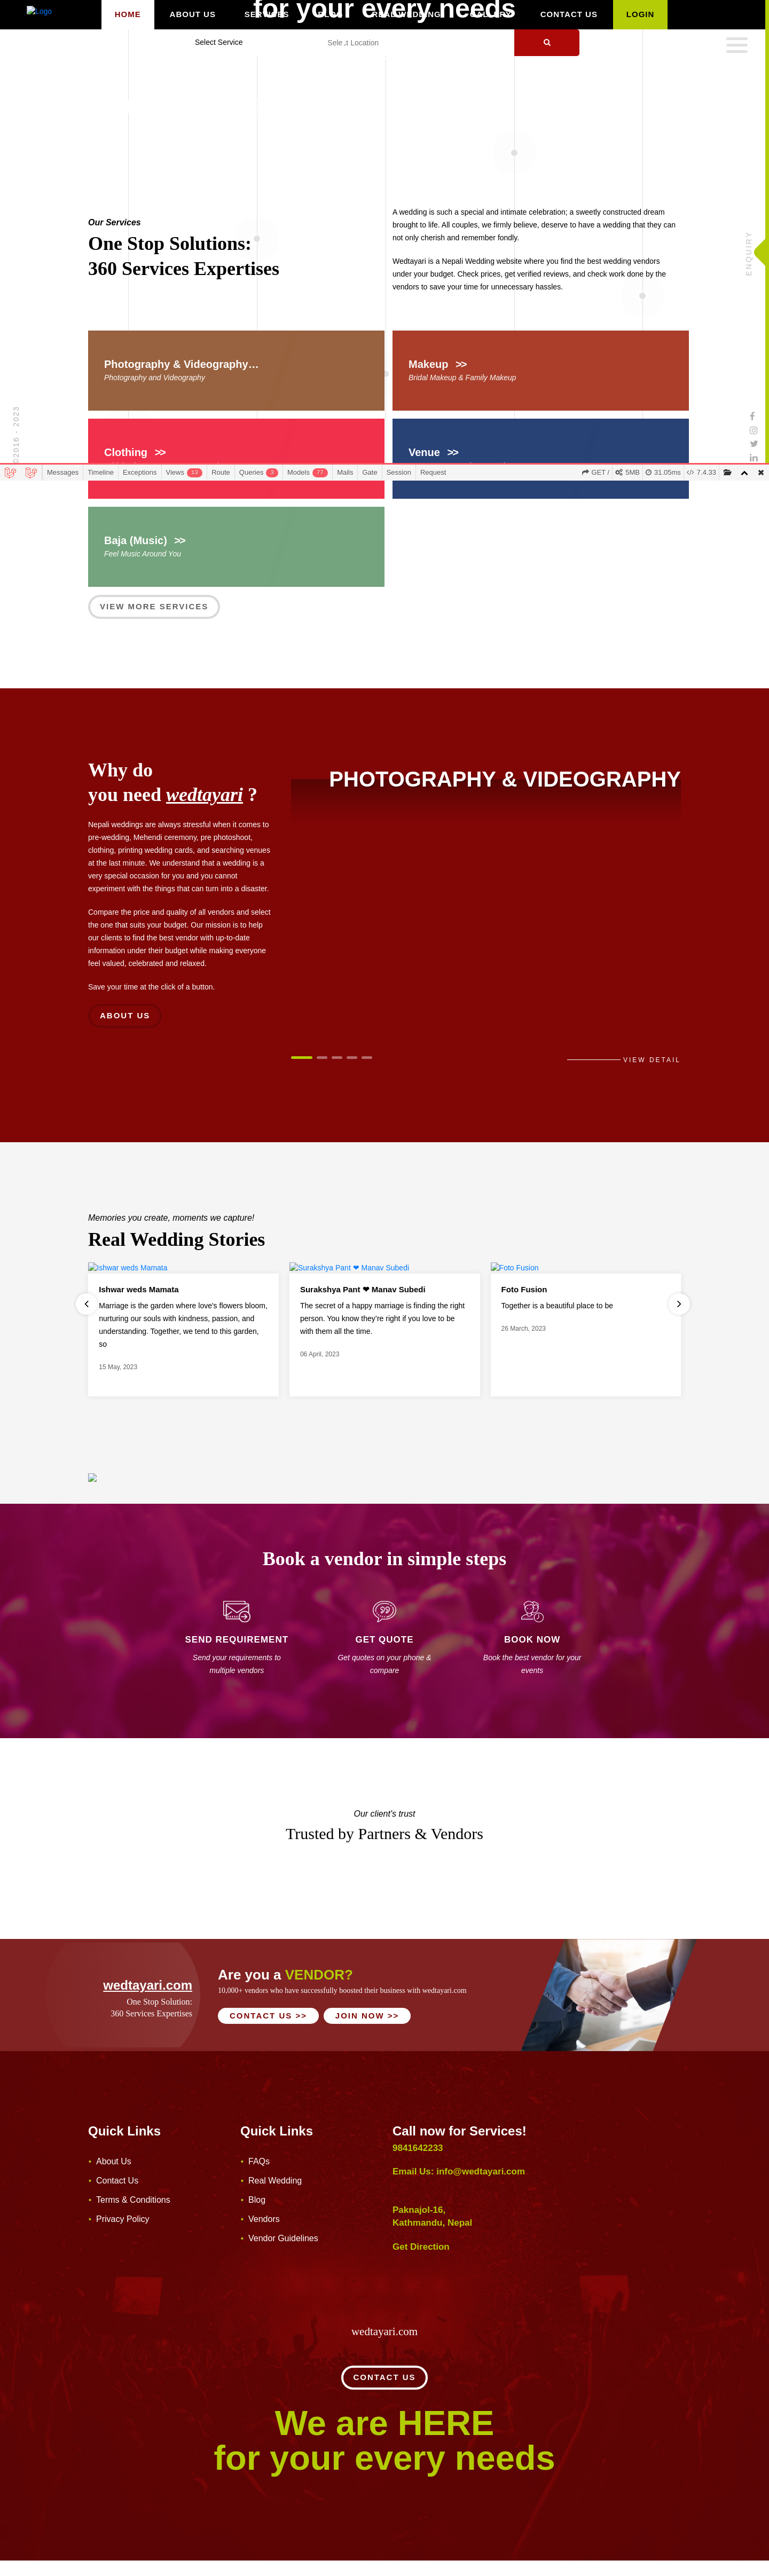 Logo
HOME
ABOUT US
SERVICES
BLOG
REAL WEDDING
GALLERY
CONTACT US
LOGIN
for your every needs
Select Service
Select Location
ENQUIRY
Our Services
One Stop Solutions:
360 Services Expertises
A wedding is such a special and intimate celebration; a sweetly constructed dream
brought to life. All couples, we firmly believe, deserve to have a wedding that they can
not only cherish and remember fondly.
Wedtayari is a Nepali Wedding website where you find the best wedding vendors
under your budget. Check prices, get verified reviews, and check work done by the
vendors to save your time for unnecessary hassles.
Photography & Videography…
Photography and Videography
Makeup >>
Bridal Makeup & Family Makeup
©2016 - 2023
Clothing >>
Venue >>
Messages Timeline Exceptions Views 13 Route Queries 3 Models 77 Mails Gate Session Request GET / 5MB 31.05ms 7.4.33
Baja (Music) >>
Feel Music Around You
VIEW MORE SERVICES
Why do
you need wedtayari ?
Nepali weddings are always stressful when it comes to
pre-wedding, Mehendi ceremony, pre photoshoot,
clothing, printing wedding cards, and searching venues
at the last minute. We understand that a wedding is a
very special occasion for you and you cannot
experiment with the things that can turn into a disaster.
Compare the price and quality of all vendors and select
the one that suits your budget. Our mission is to help
our clients to find the best vendor with up-to-date
information under their budget while making everyone
feel valued, celebrated and relaxed.
Save your time at the click of a button.
ABOUT US
PHOTOGRAPHY & VIDEOGRAPHY
VIEW DETAIL
Memories you create, moments we capture!
Real Wedding Stories
Ishwar weds Mamata
Ishwar weds Mamata
Marriage is the garden where love's flowers bloom,
nurturing our souls with kindness, passion, and
understanding. Together, we tend to this garden,
so
15 May, 2023
Surakshya Pant ❤ Manav Subedi
Surakshya Pant ❤ Manav Subedi
The secret of a happy marriage is finding the right
person. You know they're right if you love to be
with them all the time.
06 April, 2023
Foto Fusion
Foto Fusion
Together is a beautiful place to be
26 March, 2023
Book a vendor in simple steps
SEND REQUIREMENT
Send your requirements to
multiple vendors
GET QUOTE
Get quotes on your phone &
compare
BOOK NOW
Book the best vendor for your
events
Our client's trust
Trusted by Partners & Vendors
wedtayari.com
One Stop Solution:
360 Services Expertises
Are you a VENDOR?
10,000+ vendors who have successfully boosted their business with wedtayari.com
CONTACT US >>
JOIN NOW >>
Quick Links
• About Us
• Contact Us
• Terms & Conditions
• Privacy Policy
Quick Links
• FAQs
• Real Wedding
• Blog
• Vendors
• Vendor Guidelines
Call now for Services!
9841642233
Email Us: info@wedtayari.com
Paknajol-16,
Kathmandu, Nepal
Get Direction
wedtayari.com
CONTACT US
We are HERE
for your every needs